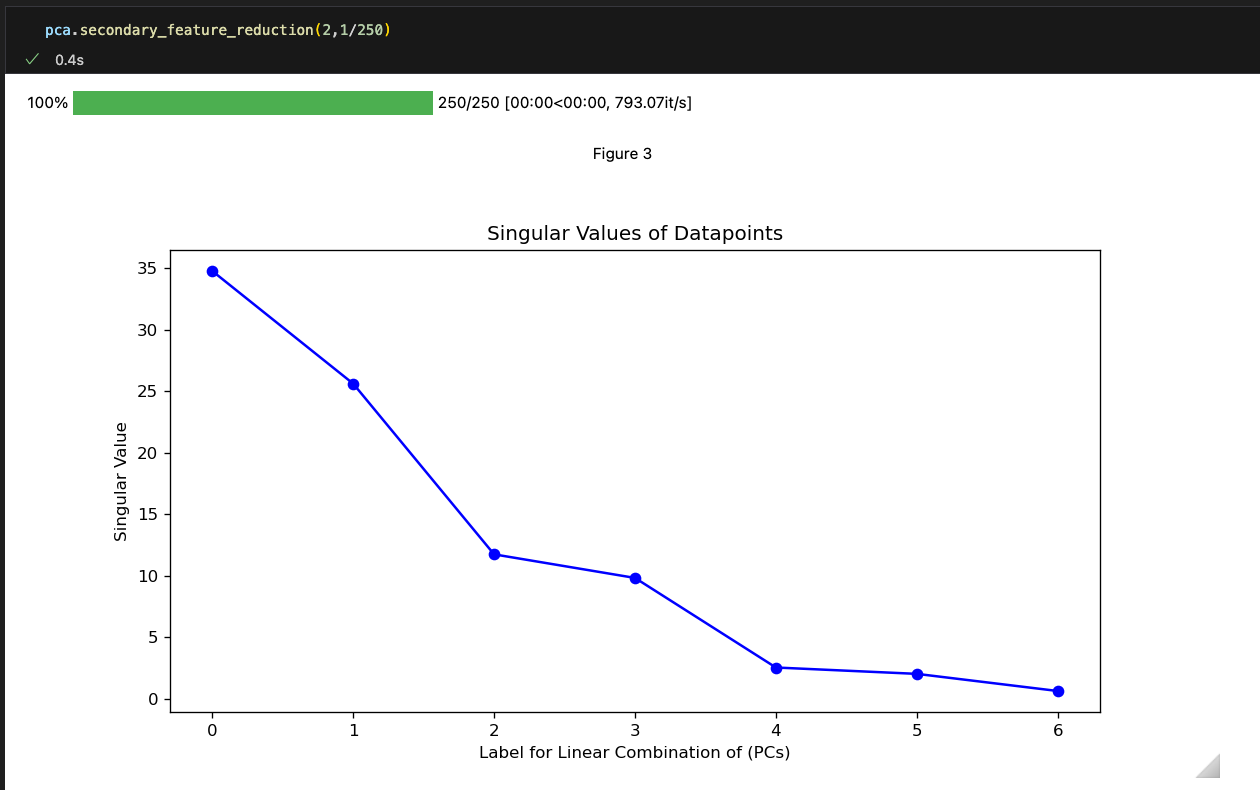 pca.secondary_feature_reduction(2,1/250)
0.4s
100% 250/250 [00:00<00:00, 793.07it/s]
Figure 3
Singular Values of Datapoints
35
30
25
20
15
10
5
0
Singular Value
0 1 2 3 4 5 6
Label for Linear Combination of (PCs)